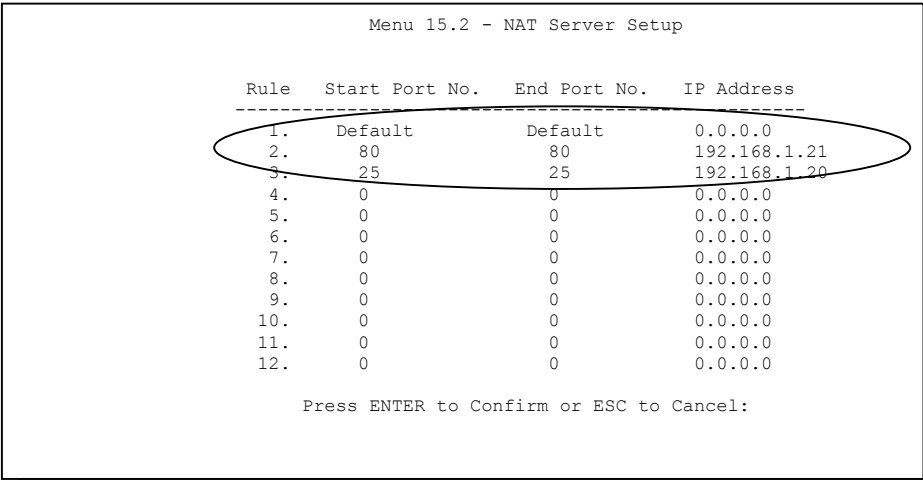 Menu 15.2 - NAT Server Setup
Rule Start Port No. End Port No. IP Address
---------------------------------------------------------
1. Default Default 0.0.0.0
2. 80 80 192.168.1.21
3. 25 25 192.168.1.20
4. 0 0 0.0.0.0
5. 0 0 0.0.0.0
6. 0 0 0.0.0.0
7. 0 0 0.0.0.0
8. 0 0 0.0.0.0
9. 0 0 0.0.0.0
10. 0 0 0.0.0.0
11. 0 0 0.0.0.0
12. 0 0 0.0.0.0
Press ENTER to Confirm or ESC to Cancel: